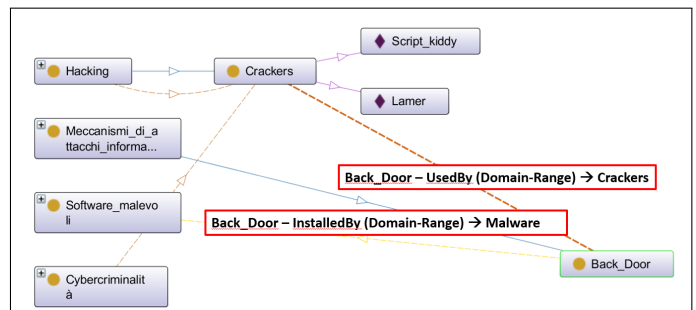 Script_kiddy
Hacking
Crackers
Lamer
Meccanismi_di_a
ttacchi_informa...
Back_Door – UsedBy (Domain-Range) → Crackers
Software_malevo
li
Back_Door – InstalledBy (Domain-Range) → Malware
Back_Door
Cybercriminalit
à